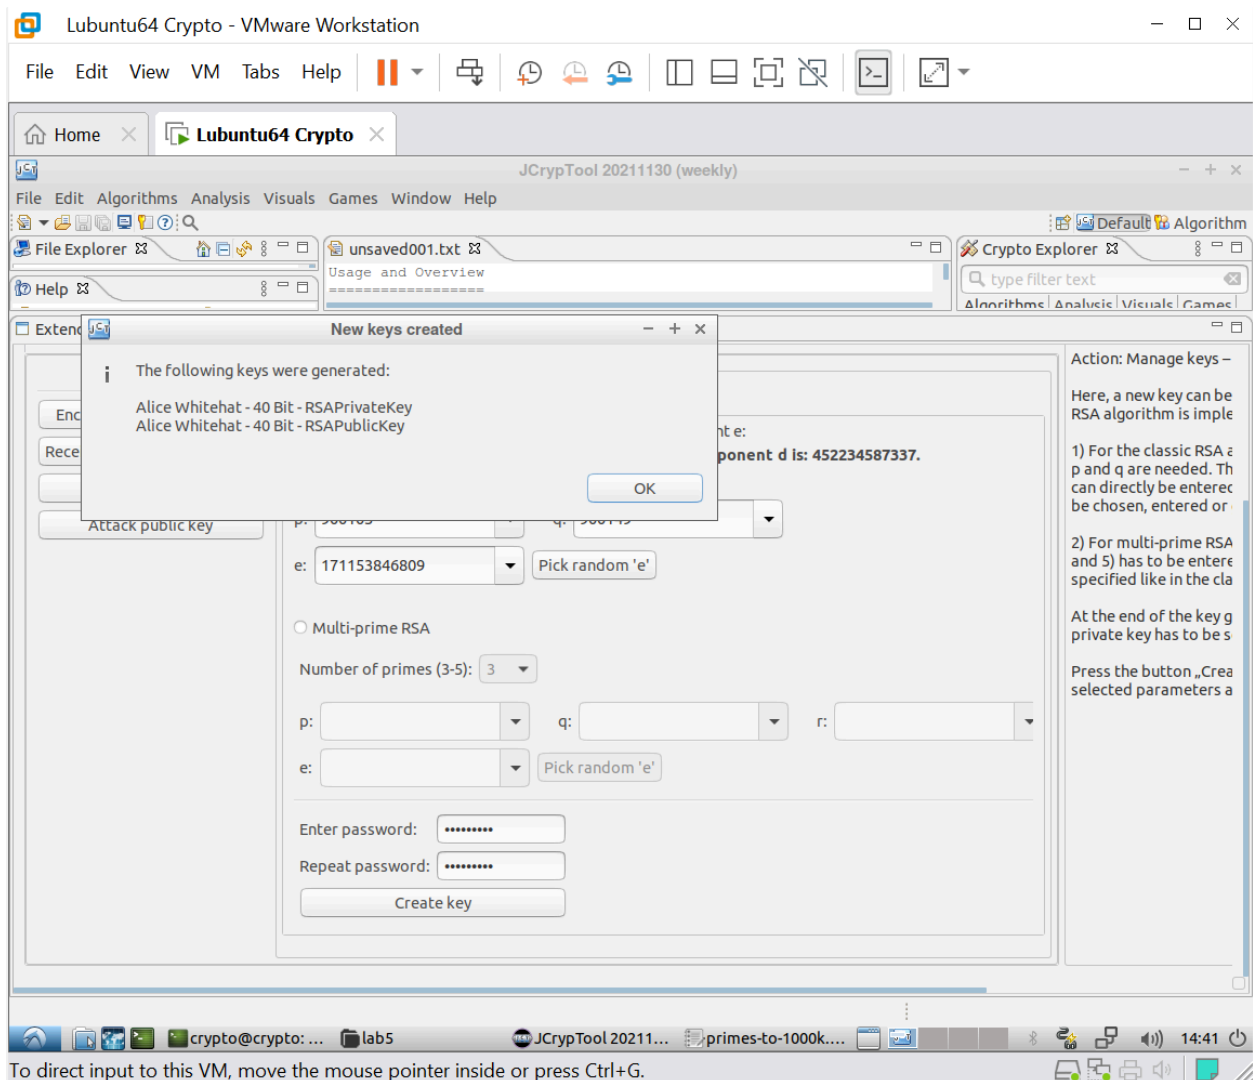 Lubuntu64 Crypto - VMware Workstation
File Edit View VM Tabs Help
Home
Lubuntu64 Crypto
JCrypTool 20211130 (weekly)
File Edit Algorithms Analysis Visuals Games Window Help
Default Algorithm
File Explorer
unsaved001.txt
Crypto Explorer
Usage and Overview
==================
type filter text
Help
Algorithms Analysis Visuals Games
Extend
New keys created
The following keys were generated:
Alice Whitehat - 40 Bit - RSAPrivateKey
Alice Whitehat - 40 Bit - RSAPublicKey
OK
Enc
Rece
Attack public key
nt e:
ponent d is: 452234587337.
p:
q:
e: 171153846809 Pick random 'e'
Multi-prime RSA
Number of primes (3-5): 3
p: q: r:
e: Pick random 'e'
Enter password: •••••••••
Repeat password: •••••••••
Create key
Action: Manage keys –
Here, a new key can be
RSA algorithm is imple
1) For the classic RSA a
p and q are needed. Th
can directly be entered
be chosen, entered or
2) For multi-prime RSA
and 5) has to be entere
specified like in the cla
At the end of the key g
private key has to be s
Press the button „Crea
selected parameters a
crypto@crypto: ... lab5 JCrypTool 20211... primes-to-1000k.... 14:41
To direct input to this VM, move the mouse pointer inside or press Ctrl+G.